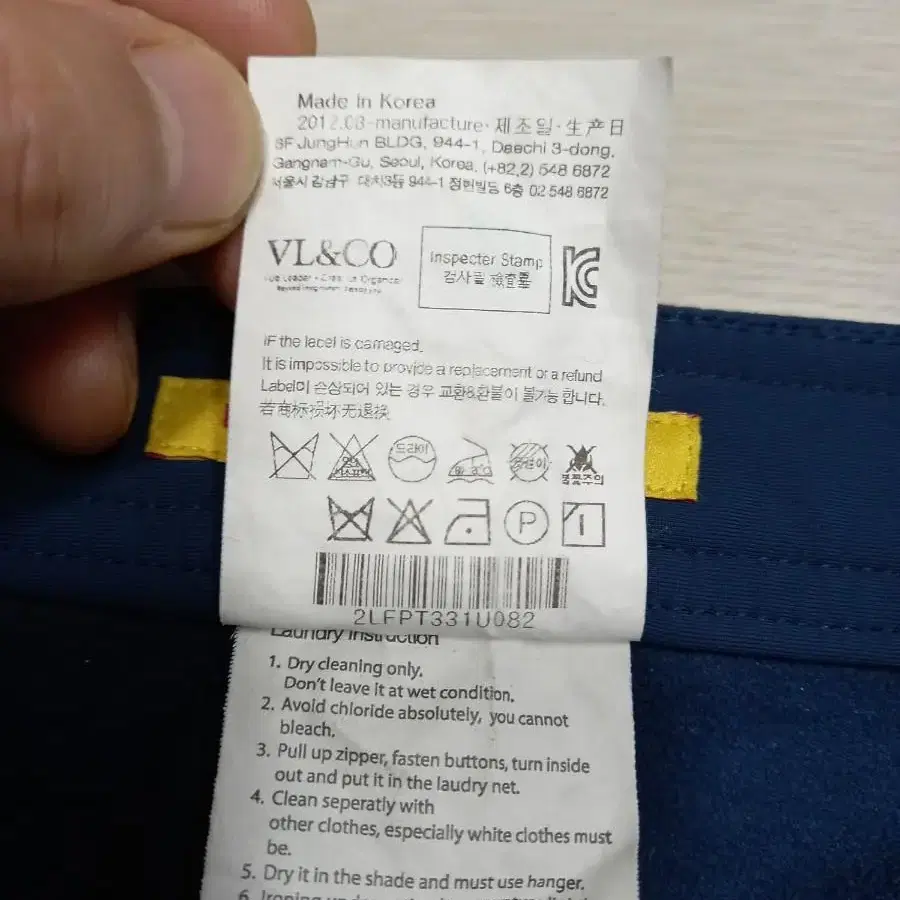 Made In Korea
2012.08-manufacture·제조일·生产日
SF JungHun BLDG, 944-1, Daechi 3-dong,
Gangnam-Gu, Seoul, Korea. (+82,2) 548 6872
서울시 강남구 대치3동 944-1 정헌빌딩 6층 02 548 6872
VL&CO
Inspecter Stamp
검사필 檢查畢
IF the label is damaged,
It is impossible to provide a replacement or a refund
Label이 손상되어 있는 경우 교환&환불이 불가능 합니다.
若商标损坏无退换
드라이
P
1
2LFPT331U082
Laundry Instruction
1. Dry cleaning only.
Don't leave it at wet condition.
2. Avoid chloride absolutely, you cannot
bleach.
3. Pull up zipper, fasten buttons, turn inside
out and put it in the laudry net.
4. Clean seperatly with
other clothes, especially white clothes must
be.
5. Dry it in the shade and must use hanger.
6. Ironing